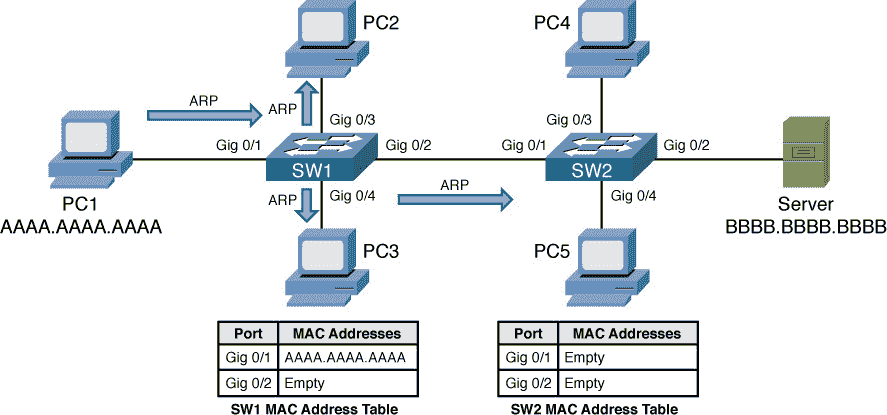 PC2
PC4
ARP
ARP
Gig 0/3
Gig 0/3
Gig 0/1
Gig 0/2
Gig 0/1
Gig 0/2
SW1
SW2
PC1
AAAA.AAAA.AAAA
ARP
Gig 0/4
ARP
Gig 0/4
Server
BBBB.BBBB.BBBB
PC3
PC5
Port MAC Addresses
Gig 0/1 AAAA.AAAA.AAAA
Gig 0/2 Empty
SW1 MAC Address Table
Port MAC Addresses
Gig 0/1 Empty
Gig 0/2 Empty
SW2 MAC Address Table